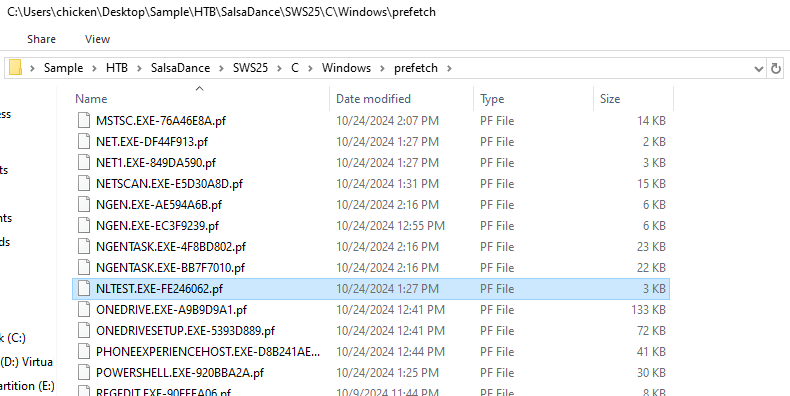 C:\Users\chicken\Desktop\Sample\HTB\SalsaDance\SWS25\C\Windows\prefetch
Share View
Sample > HTB > SalsaDance > SWS25 > C > Windows > prefetch >
Name Date modified Type Size
MSTSC.EXE-76A46E8A.pf 10/24/2024 2:07 PM PF File 14 KB
NET.EXE-DF44F913.pf 10/24/2024 1:27 PM PF File 2 KB
NET1.EXE-849DA590.pf 10/24/2024 1:27 PM PF File 3 KB
NETSCAN.EXE-E5D30A8D.pf 10/24/2024 1:31 PM PF File 15 KB
NGEN.EXE-AE594A6B.pf 10/24/2024 2:16 PM PF File 6 KB
NGEN.EXE-EC3F9239.pf 10/24/2024 12:55 PM PF File 6 KB
NGENTASK.EXE-4F8BD802.pf 10/24/2024 2:16 PM PF File 23 KB
NGENTASK.EXE-BB7F7010.pf 10/24/2024 2:16 PM PF File 22 KB
NLTEST.EXE-FE246062.pf 10/24/2024 1:27 PM PF File 3 KB
ONEDRIVE.EXE-A9B9D9A1.pf 10/24/2024 12:41 PM PF File 133 KB
ONEDRIVESETUP.EXE-5393D889.pf 10/24/2024 12:41 PM PF File 72 KB
PHONEEXPERIENCEHOST.EXE-D8B241AE... 10/24/2024 12:44 PM PF File 41 KB
POWERSHELL.EXE-920BBA2A.pf 10/24/2024 1:25 PM PF File 30 KB
10/9/2024 11:44 PM PF File 8 KB
ess
ts
nts
ds
k (C:)
(D:) Virtua
artition (E:)